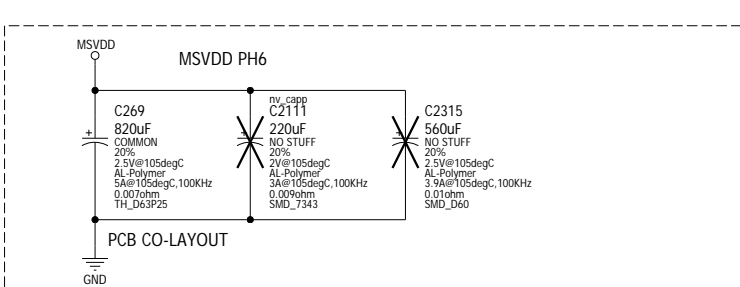 MSVDD
MSVDD PH6
C269
820uF
COMMON
20%
2.5V@105degC
AL-Polymer
5A@105degC,100KHz
0.007ohm
TH_D63P25
nv_capp
C2111
220uF
NO STUFF
20%
2V@105degC
AL-Polymer
3A@105degC,100KHz
0.009ohm
SMD_7343
C2315
560uF
NO STUFF
20%
2.5V@105degC
AL-Polymer
3.9A@105degC,100KHz
0.01ohm
SMD_D60
PCB CO-LAYOUT
GND